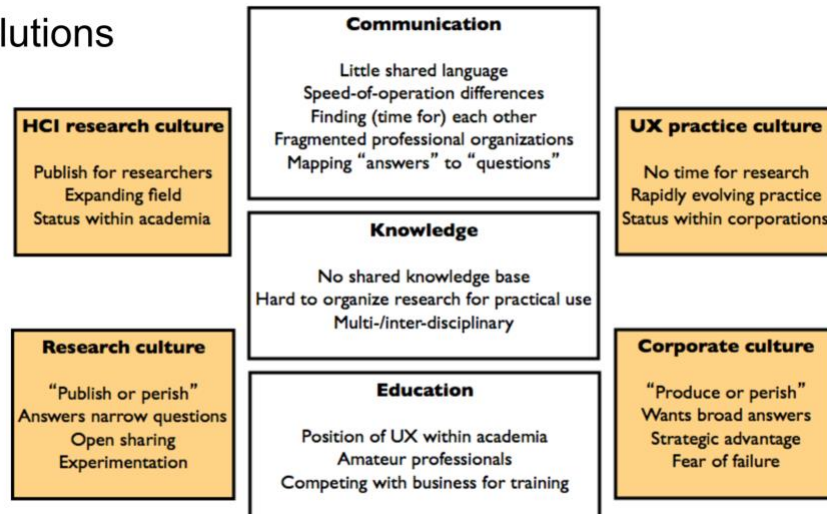 lutions
Communication
Little shared language
Speed-of-operation differences
Finding (time for) each other
Fragmented professional organizations
Mapping “answers” to “questions”
HCI research culture
Publish for researchers
Expanding field
Status within academia
UX practice culture
No time for research
Rapidly evolving practice
Status within corporations
Knowledge
No shared knowledge base
Hard to organize research for practical use
Multi-/inter-disciplinary
Research culture
“Publish or perish”
Answers narrow questions
Open sharing
Experimentation
Education
Position of UX within academia
Amateur professionals
Competing with business for training
Corporate culture
“Produce or perish”
Wants broad answers
Strategic advantage
Fear of failure